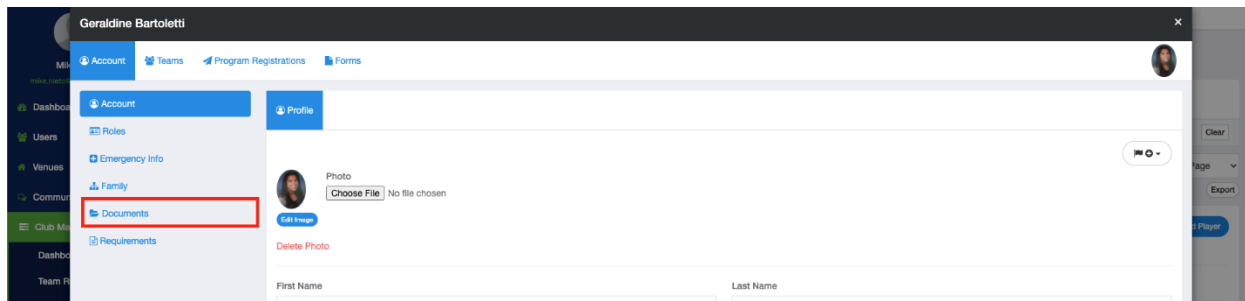 Geraldine Bartoletti ×
Account Teams Program Registrations Forms
Account
Roles
Emergency Info
Family
Documents
Requirements
Profile
Photo
Choose File No file chosen
Edit Image
Delete Photo
First Name Last Name
Dashboa
Users
Venues
Commun
Club Ma
Dashbo
Team R
Clear
Page
Export
d Player